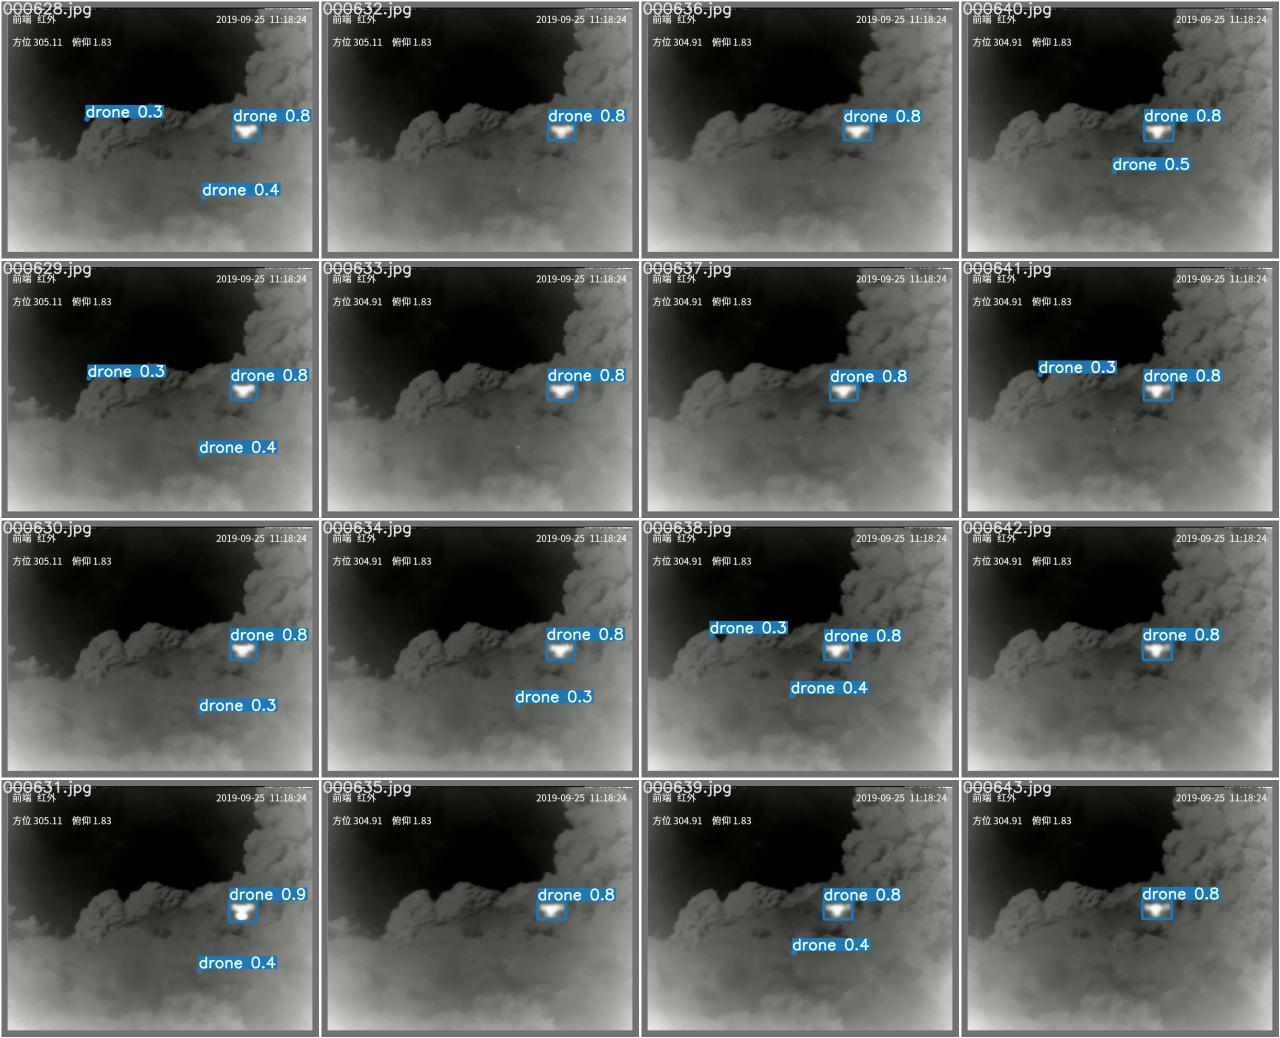 000628.jpg
前端 红外 2019-09-25 11:18:24
方位 305.11 俯仰 1.83
drone 0.3
drone 0.8
drone 0.4
000632.jpg
前端 红外 2019-09-25 11:18:24
方位 305.11 俯仰 1.83
drone 0.8
000636.jpg
前端 红外 2019-09-25 11:18:24
方位 304.91 俯仰 1.83
drone 0.8
000640.jpg
前端 红外 2019-09-25 11:18:24
方位 304.91 俯仰 1.83
drone 0.8
drone 0.5
000629.jpg
前端 红外 2019-09-25 11:18:24
方位 305.11 俯仰 1.83
drone 0.3
drone 0.8
drone 0.4
000633.jpg
前端 红外 2019-09-25 11:18:24
方位 304.91 俯仰 1.83
drone 0.8
000637.jpg
前端 红外 2019-09-25 11:18:24
方位 304.91 俯仰 1.83
drone 0.8
000641.jpg
前端 红外 2019-09-25 11:18:24
方位 304.91 俯仰 1.83
drone 0.3
drone 0.8
000630.jpg
前端 红外 2019-09-25 11:18:24
方位 305.11 俯仰 1.83
drone 0.8
drone 0.3
000634.jpg
前端 红外 2019-09-25 11:18:24
方位 304.91 俯仰 1.83
drone 0.8
drone 0.3
000638.jpg
前端 红外 2019-09-25 11:18:24
方位 304.91 俯仰 1.83
drone 0.3
drone 0.8
drone 0.4
000642.jpg
前端 红外 2019-09-25 11:18:24
方位 304.91 俯仰 1.83
drone 0.8
000631.jpg
前端 红外 2019-09-25 11:18:24
方位 305.11 俯仰 1.83
drone 0.9
drone 0.4
000635.jpg
前端 红外 2019-09-25 11:18:24
方位 304.91 俯仰 1.83
drone 0.8
000639.jpg
前端 红外 2019-09-25 11:18:24
方位 304.91 俯仰 1.83
drone 0.8
drone 0.4
000643.jpg
前端 红外 2019-09-25 11:18:24
方位 304.91 俯仰 1.83
drone 0.8